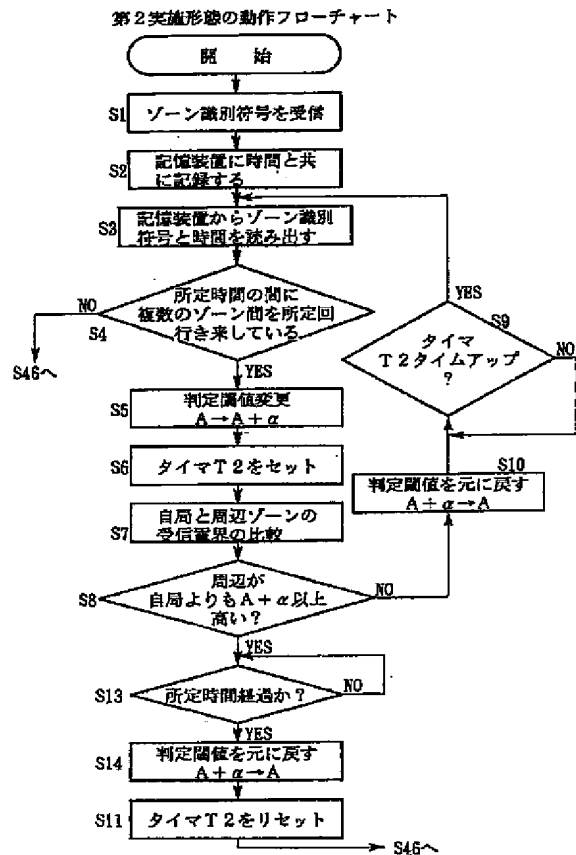 第2実施形態の動作フローチャート
開 始
S1
ゾーン識別符号を受信
S2
記憶装置に時間と共
に記録する
S3
記憶装置からゾーン識別
符号と時間を読み出す
NO
S4
所定時間の間に
複数のゾーン間を所定回
行き来している
S46へ
YES
S5
判定閾値変更
A→A+α
S6
タイマT2をセット
S7
自局と周辺ゾーンの
受信電界の比較
S8
周辺が
自局よりもA+α以上
高い?
NO
YES
S9
タイマ
T2タイムアップ
?
NO
S10
判定閾値を元に戻す
A+α→A
YES
S13
所定時間経過か?
NO
YES
S14
判定閾値を元に戻す
A+α→A
S11
タイマT2をリセット
S46へ